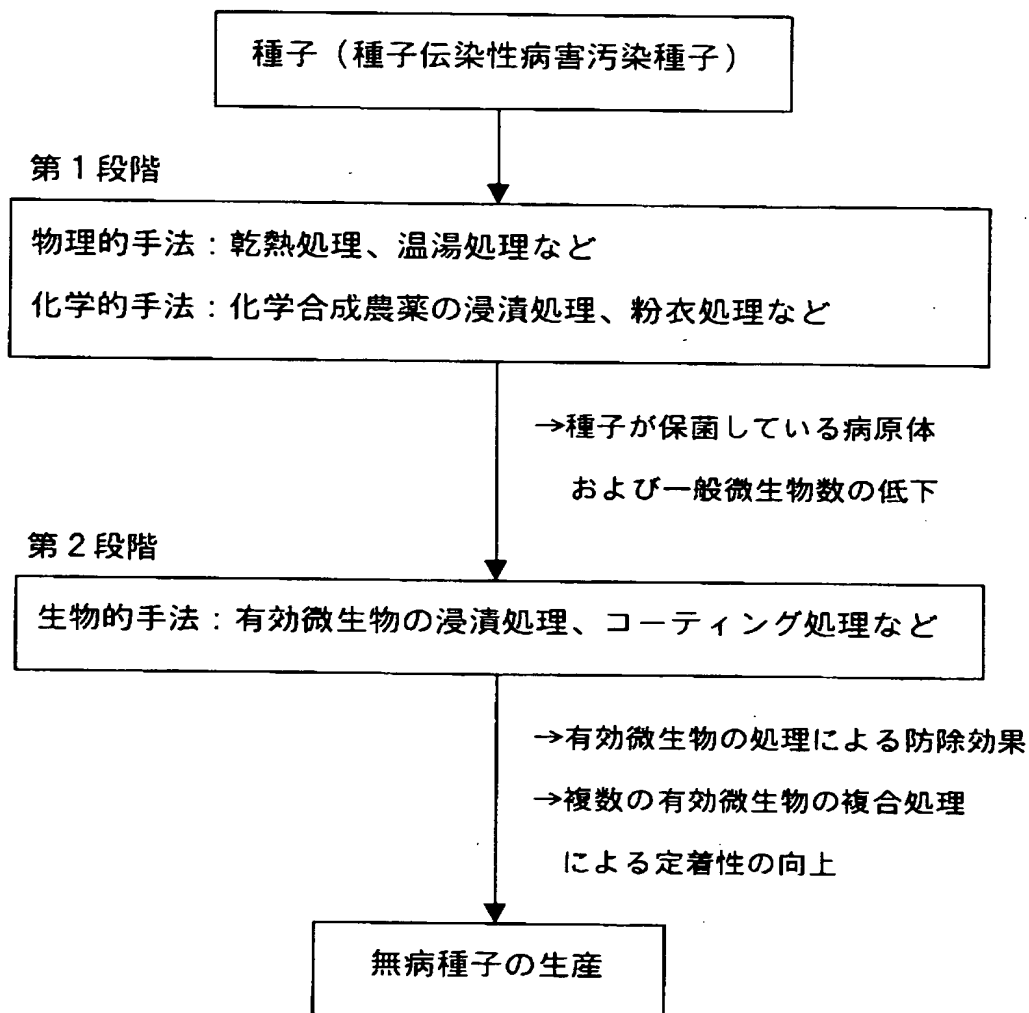 種子（種子伝染性病害汚染種子）
第１段階
物理的手法：乾熱処理、温湯処理など
化学的手法：化学合成農薬の浸漬処理、粉衣処理など
→種子が保菌している病原体
および一般微生物数の低下
第２段階
生物的手法：有効微生物の浸漬処理、コーティング処理など
→有効微生物の処理による防除効果
→複数の有効微生物の複合処理
による定着性の向上
無病種子の生産